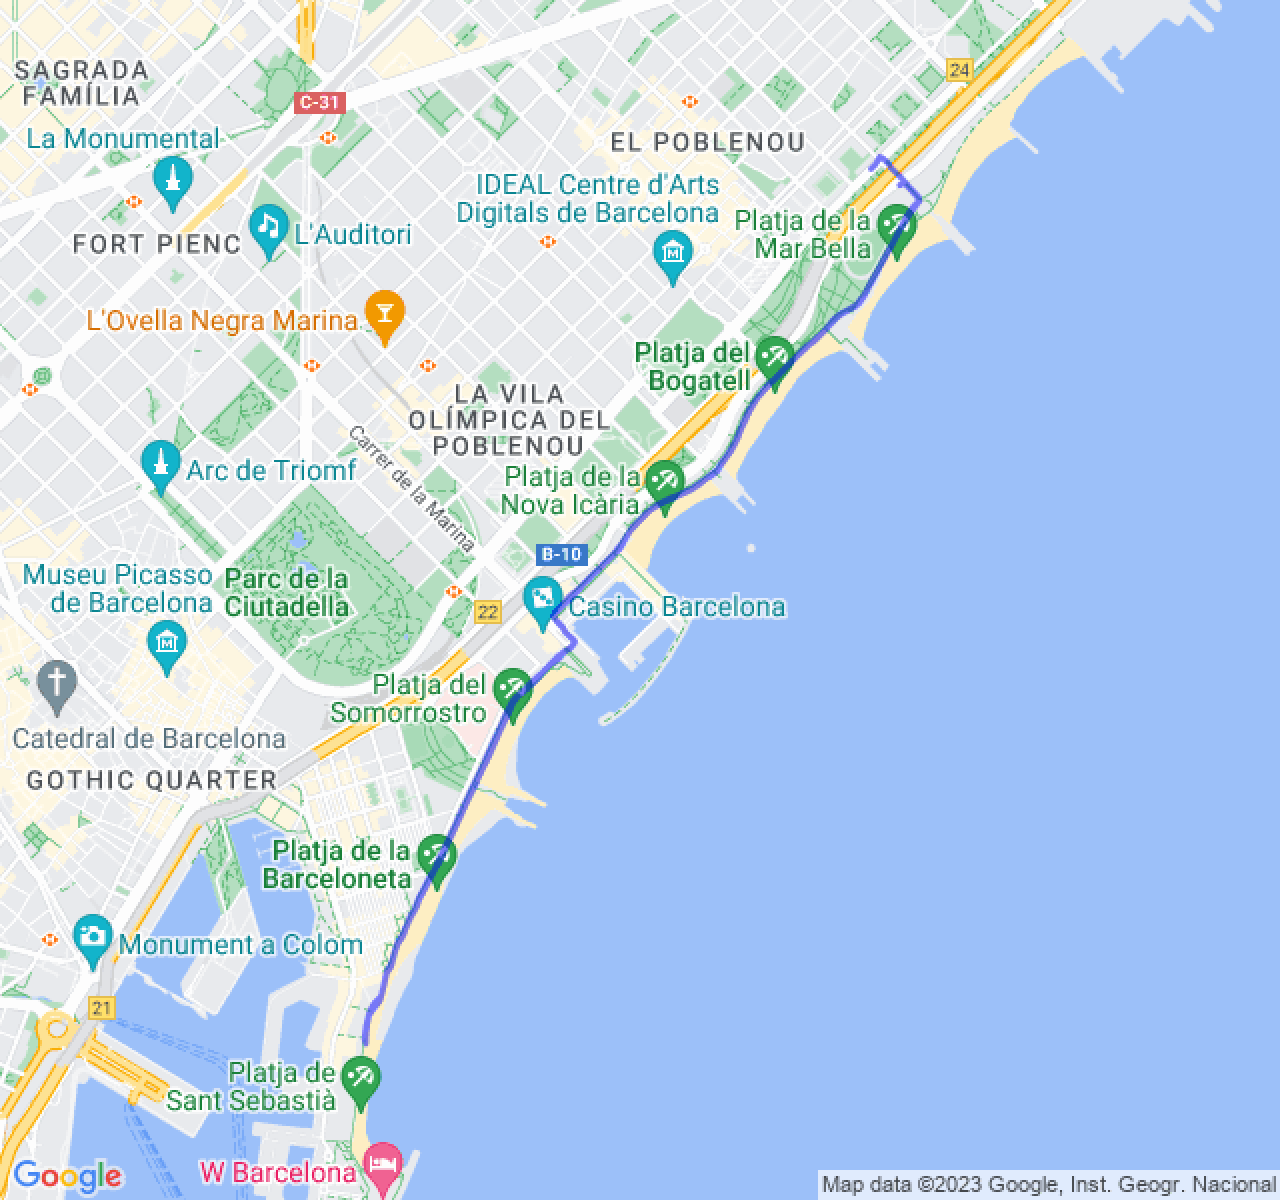 24
SAGRADA
FAMÍLIA
C-31
La Monumental
EL POBLENOU
IDEAL Centre d'Arts
Digitals de Barcelona
Platja de la
Mar Bella
L'Auditori
FORT PIENC
L'Ovella Negra Marina
Platja del
Bogatell
LA VILA
OLÍMPICA DEL
POBLENOU
Carrer de la Marina
Arc de Triomf
Platja de la
Nova Icària
B-10
Museu Picasso
de Barcelona
Parc de la
Ciutadella
22
Casino Barcelona
Platja del
Somorrostro
Catedral de Barcelona
GOTHIC QUARTER
Platja de la
Barceloneta
Monument a Colom
21
Platja de
Sant Sebastià
W Barcelona
Google
Map data ©2023 Google, Inst. Geogr. Nacional